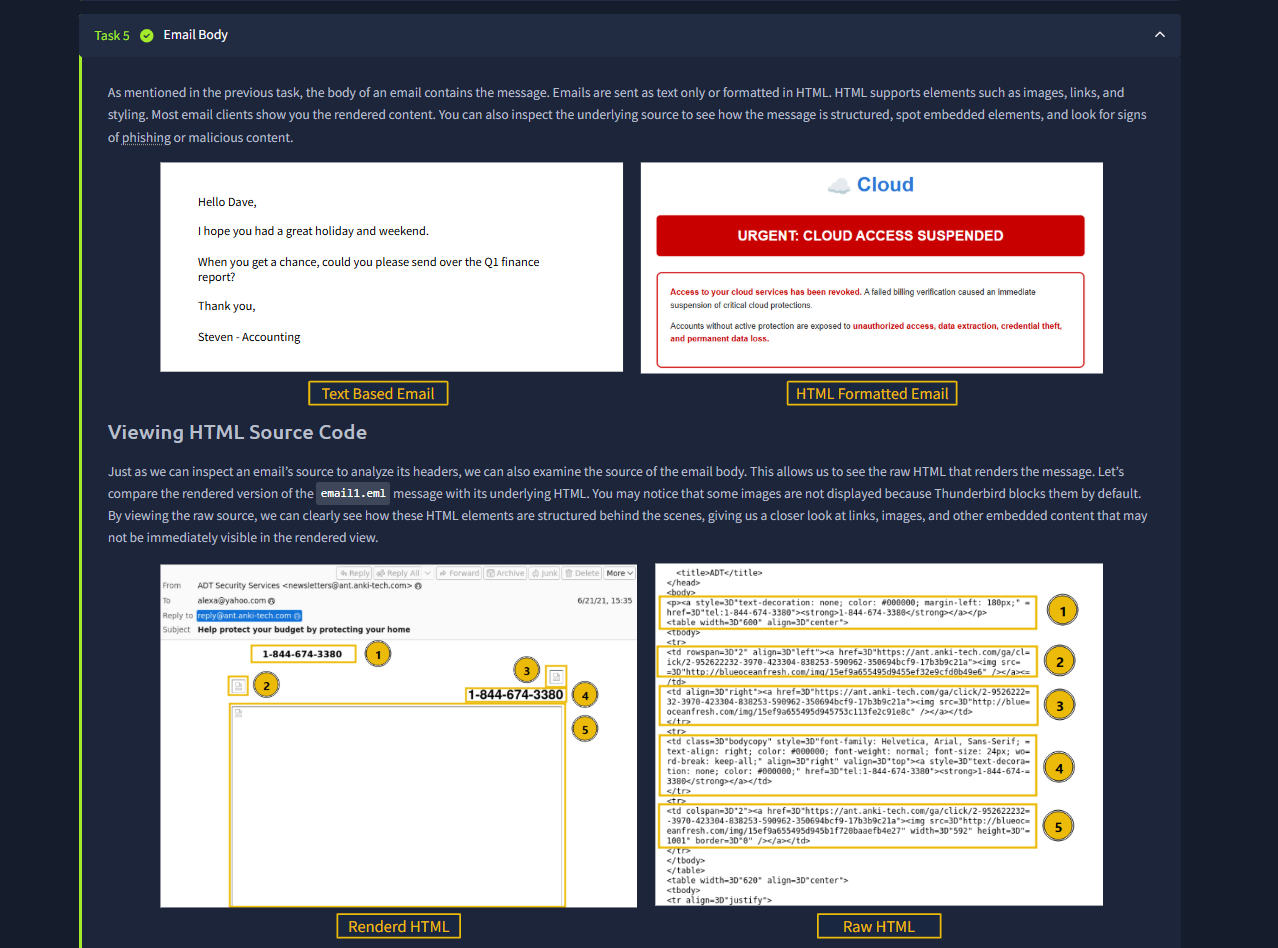 Task 5 Email Body
As mentioned in the previous task, the body of an email contains the message. Emails are sent as text only or formatted in HTML. HTML supports elements such as images, links, and
styling. Most email clients show you the rendered content. You can also inspect the underlying source to see how the message is structured, spot embedded elements, and look for signs
of phishing or malicious content.
Hello Dave,
I hope you had a great holiday and weekend.
When you get a chance, could you please send over the Q1 finance
report?
Thank you,
Steven - Accounting
Text Based Email
Cloud
URGENT: CLOUD ACCESS SUSPENDED
Access to your cloud services has been revoked. A failed billing verification caused an immediate
suspension of critical cloud protections.
Accounts without active protection are exposed to unauthorized access, data extraction, credential theft,
and permanent data loss.
HTML Formatted Email
Viewing HTML Source Code
Just as we can inspect an email's source to analyze its headers, we can also examine the source of the email body. This allows us to see the raw HTML that renders the message. Let's
compare the rendered version of the email1.eml message with its underlying HTML. You may notice that some images are not displayed because Thunderbird blocks them by default.
By viewing the raw source, we can clearly see how these HTML elements are structured behind the scenes, giving us a closer look at links, images, and other embedded content that may
not be immediately visible in the rendered view.
Reply Reply All Forward Archive Junk Delete More
From ADT Security Services <newsletters@ant.anki-tech.com>
To alexa@yahoo.com 6/21/21, 15:35
Reply to reply@ant.anki-tech.com
Subject Help protect your budget by protecting your home
1-844-674-3380 1
2 3
1-844-674-3380 4
5
Renderd HTML
<title>ADT</title>
</head>
<body>
<p><a style=3D"text-decoration: none; color: #000000; margin-left: 180px;" =
href=3D"tel:1-844-674-3380"><strong>1-844-674-3380</strong></a></p>
<table width=3D"600" align=3D"center">
1
<tbody>
<tr>
<td rowspan=3D"2" align=3D"left"><a href=3D"https://ant.anki-tech.com/ga/cl=
ick/2-952622232-3970-423304-838253-590962-350694bcf9-17b3b9c21a"><img src=
=3D"http://blueoceanfresh.com/img/15ef9a655495d9455ef32e9cfd0b49e6" /></a><=
/td>
2
<td align=3D"right"><a href=3D"https://ant.anki-tech.com/ga/click/2-9526222=
32-3970-423304-838253-590962-350694bcf9-17b3b9c21a"><img src=3D"http://blue=
oceanfresh.com/img/15ef9a655495d945753c113fe2c91e8c" /></a></td>
3
</tr>
<tr>
<td class=3D"bodycopy" style=3D"font-family: Helvetica, Arial, Sans-Serif; =
text-align: right; color: #000000; font-weight: normal; font-size: 24px; wo=
rd-break: keep-all;" align=3D"right" valign=3D"top"><a style=3D"text-decora=
tion: none; color: #000000;" href=3D"tel:1-844-674-3380"><strong>1-844-674-=
3380</strong></a></td>
4
</tr>
<tr>
<td colspan=3D"2"><a href=3D"https://ant.anki-tech.com/ga/click/2-952622232=
-3970-423304-838253-590962-350694bcf9-17b3b9c21a"><img src=3D"http://blueoc=
eanfresh.com/img/15ef9a655495d945b1f720baaefb4e27" width=3D"592" height=3D"=
1001" border=3D"0" /></a></td>
5
</tr>
</tbody>
</table>
<table width=3D"620" align=3D"center">
<tbody>
<tr align=3D"justify">
Raw HTML